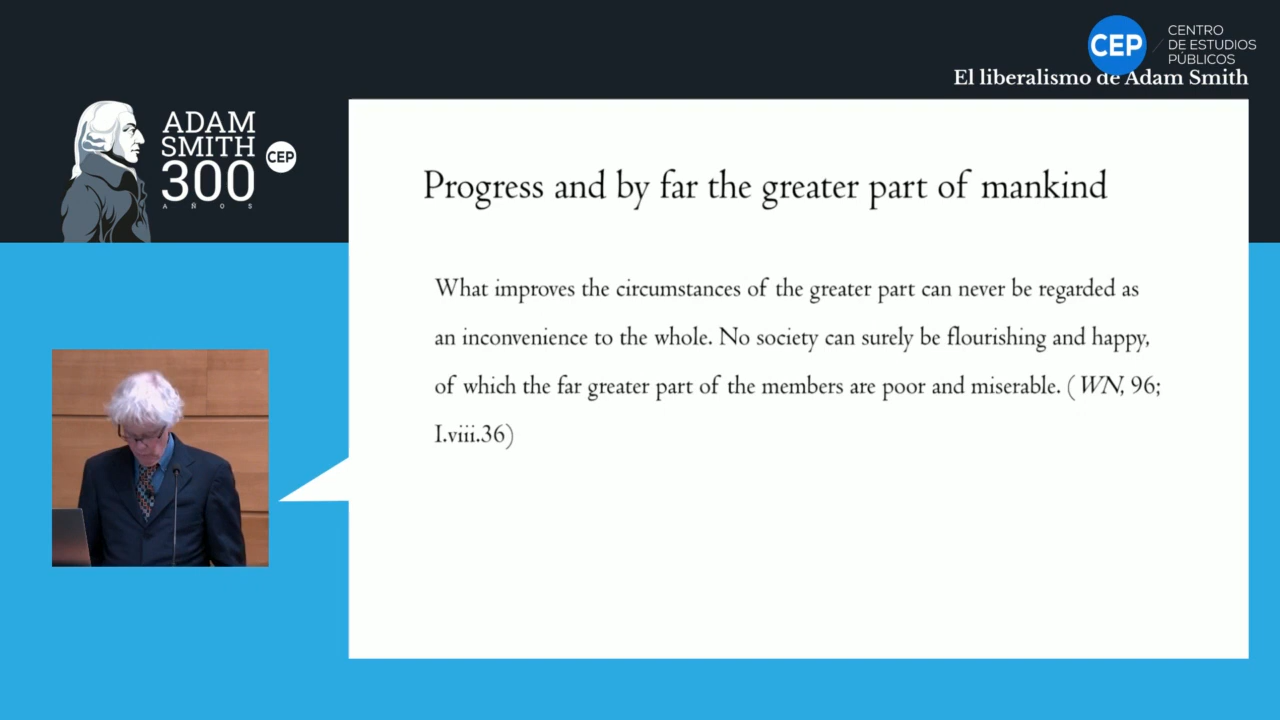 CEP
CENTRO
DE ESTUDIOS
PÚBLICOS
El liberalismo de Adam Smith
ADAM
SMITH
300
AÑOS
CEP
Progress and by far the greater part of mankind
What improves the circumstances of the greater part can never be regarded as
an inconvenience to the whole. No society can surely be flourishing and happy,
of which the far greater part of the members are poor and miserable. (WN, 96;
I.viii.36)